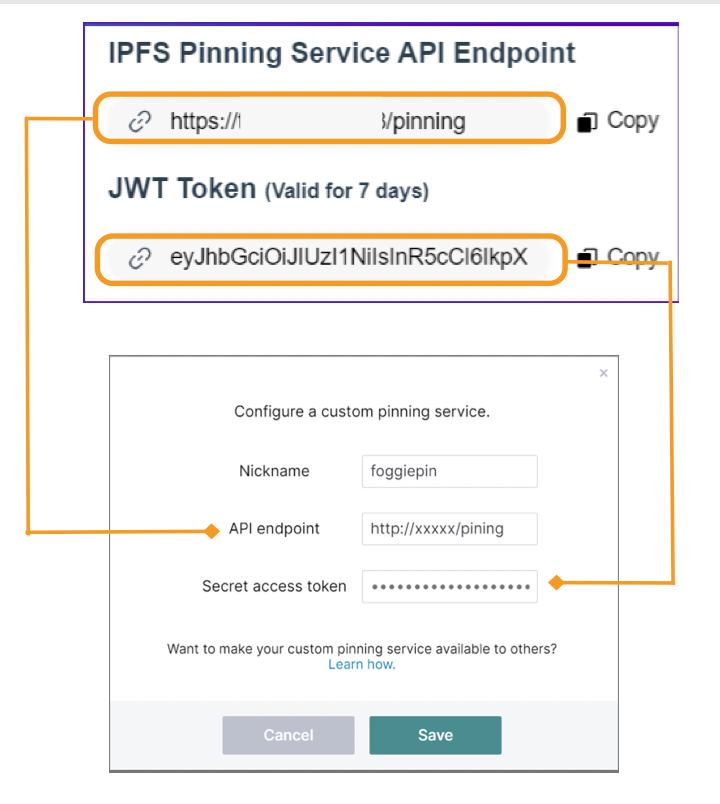 IPFS Pinning Service API Endpoint
https:// /pinning Copy
JWT Token (Valid for 7 days)
eyJhbGciOiJIUzI1NiIsInR5cCI6IkpX Copy
×
Configure a custom pinning service.
Nickname foggiepin
API endpoint http://xxxxx/pining
Secret access token •••••••••••••••••••
Want to make your custom pinning service available to others?
Learn how.
Cancel Save